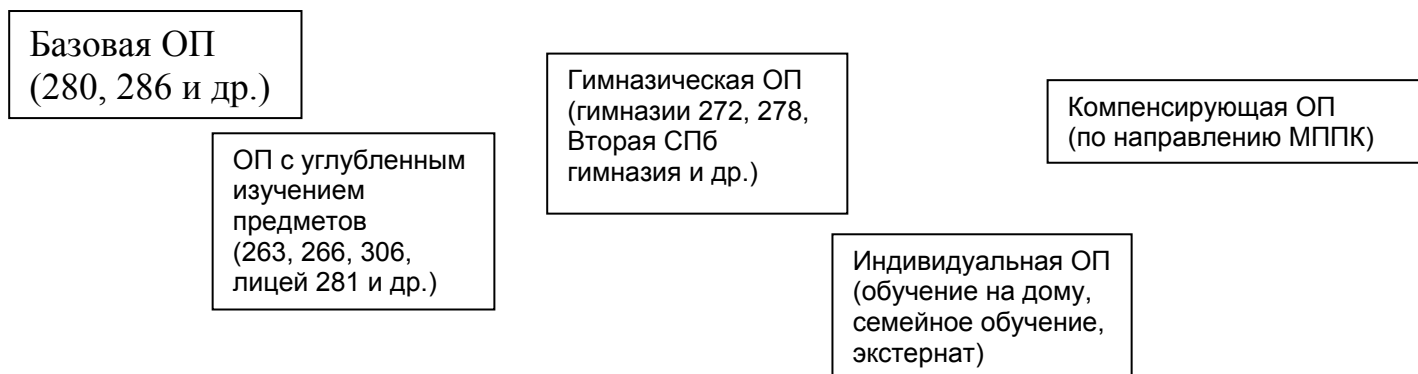 Базовая ОП
(280, 286 и др.)
ОП с углубленным
изучением
предметов
(263, 266, 306,
лицей 281 и др.)
Гимназическая ОП
(гимназии 272, 278,
Вторая СПб
гимназия и др.)
Индивидуальная ОП
(обучение на дому,
семейное обучение,
экстернат)
Компенсирующая ОП
(по направлению МППК)